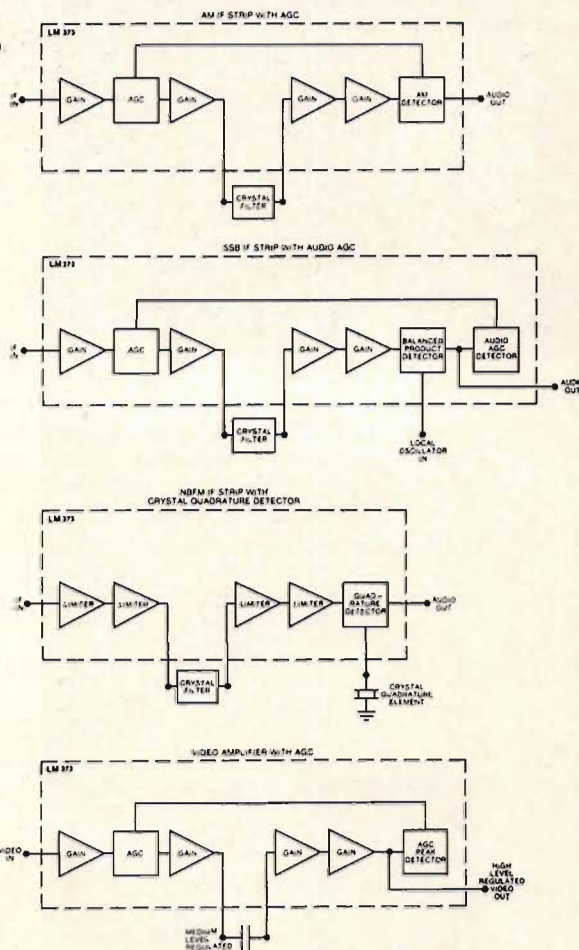 AM IF STRIP WITH AGC
LM 373
IF IN
GAIN
AGC
GAIN
GAIN
GAIN
AM DETECTOR
AUDIO OUT
CRYSTAL FILTER
SSB IF STRIP WITH AUDIO AGC
LM 373
IF IN
GAIN
AGC
GAIN
GAIN
GAIN
BALANCED PRODUCT DETECTOR
AUDIO AGC DETECTOR
AUDIO OUT
CRYSTAL FILTER
LOCAL OSCILLATOR IN
NBFM IF STRIP WITH
CRYSTAL QUADRATURE DETECTOR
LM 373
IF IN
LIMITER
LIMITER
LIMITER
LIMITER
QUAD-RATURE DETECTOR
AUDIO OUT
CRYSTAL FILTER
CRYSTAL QUADRATURE ELEMENT
VIDEO AMPLIFIER WITH AGC
LM 373
VIDEO IN
GAIN
AGC
GAIN
GAIN
GAIN
AGC PEAK DETECTOR
HIGH LEVEL REGULATED VIDEO OUT
MEDIUM LEVEL REGULATED